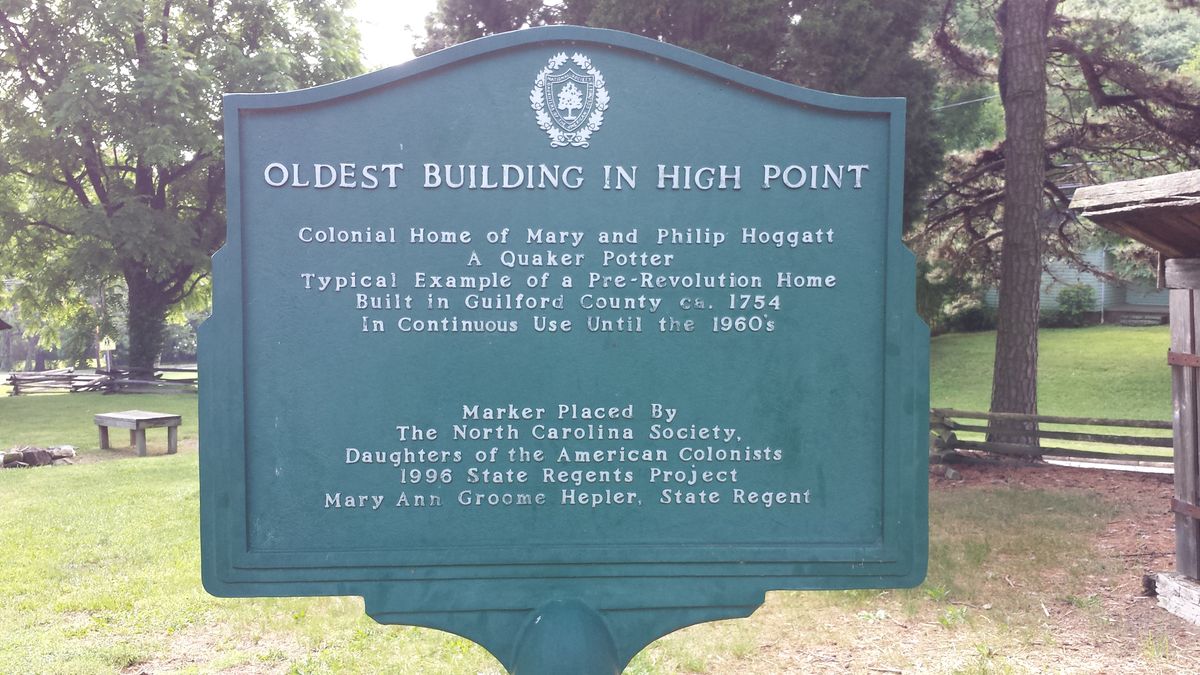 OLDEST BUILDING IN HIGH POINT
Colonial Home of Mary and Philip Hoggatt
A Quaker Potter
Typical Example of a Pre-Revolution Home
Built in Guilford County ca. 1754
In Continuous Use Until the 1960's
Marker Placed By
The North Carolina Society,
Daughters of the American Colonists
1996 State Regents Project
Mary Ann Groome Hepler, State Regent